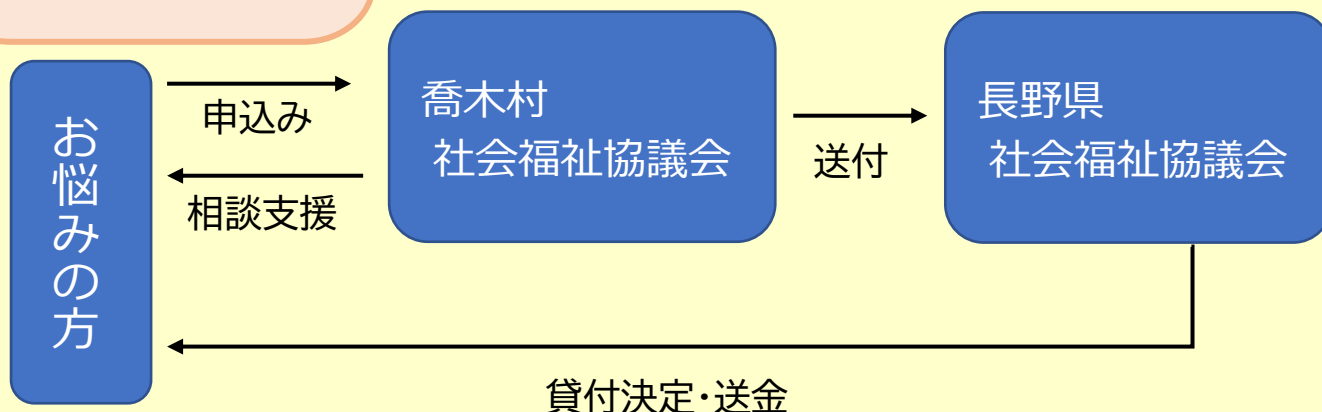 お悩みの方
申込み
相談支援
喬木村
社会福祉協議会
送付
長野県
社会福祉協議会
貸付決定・送金